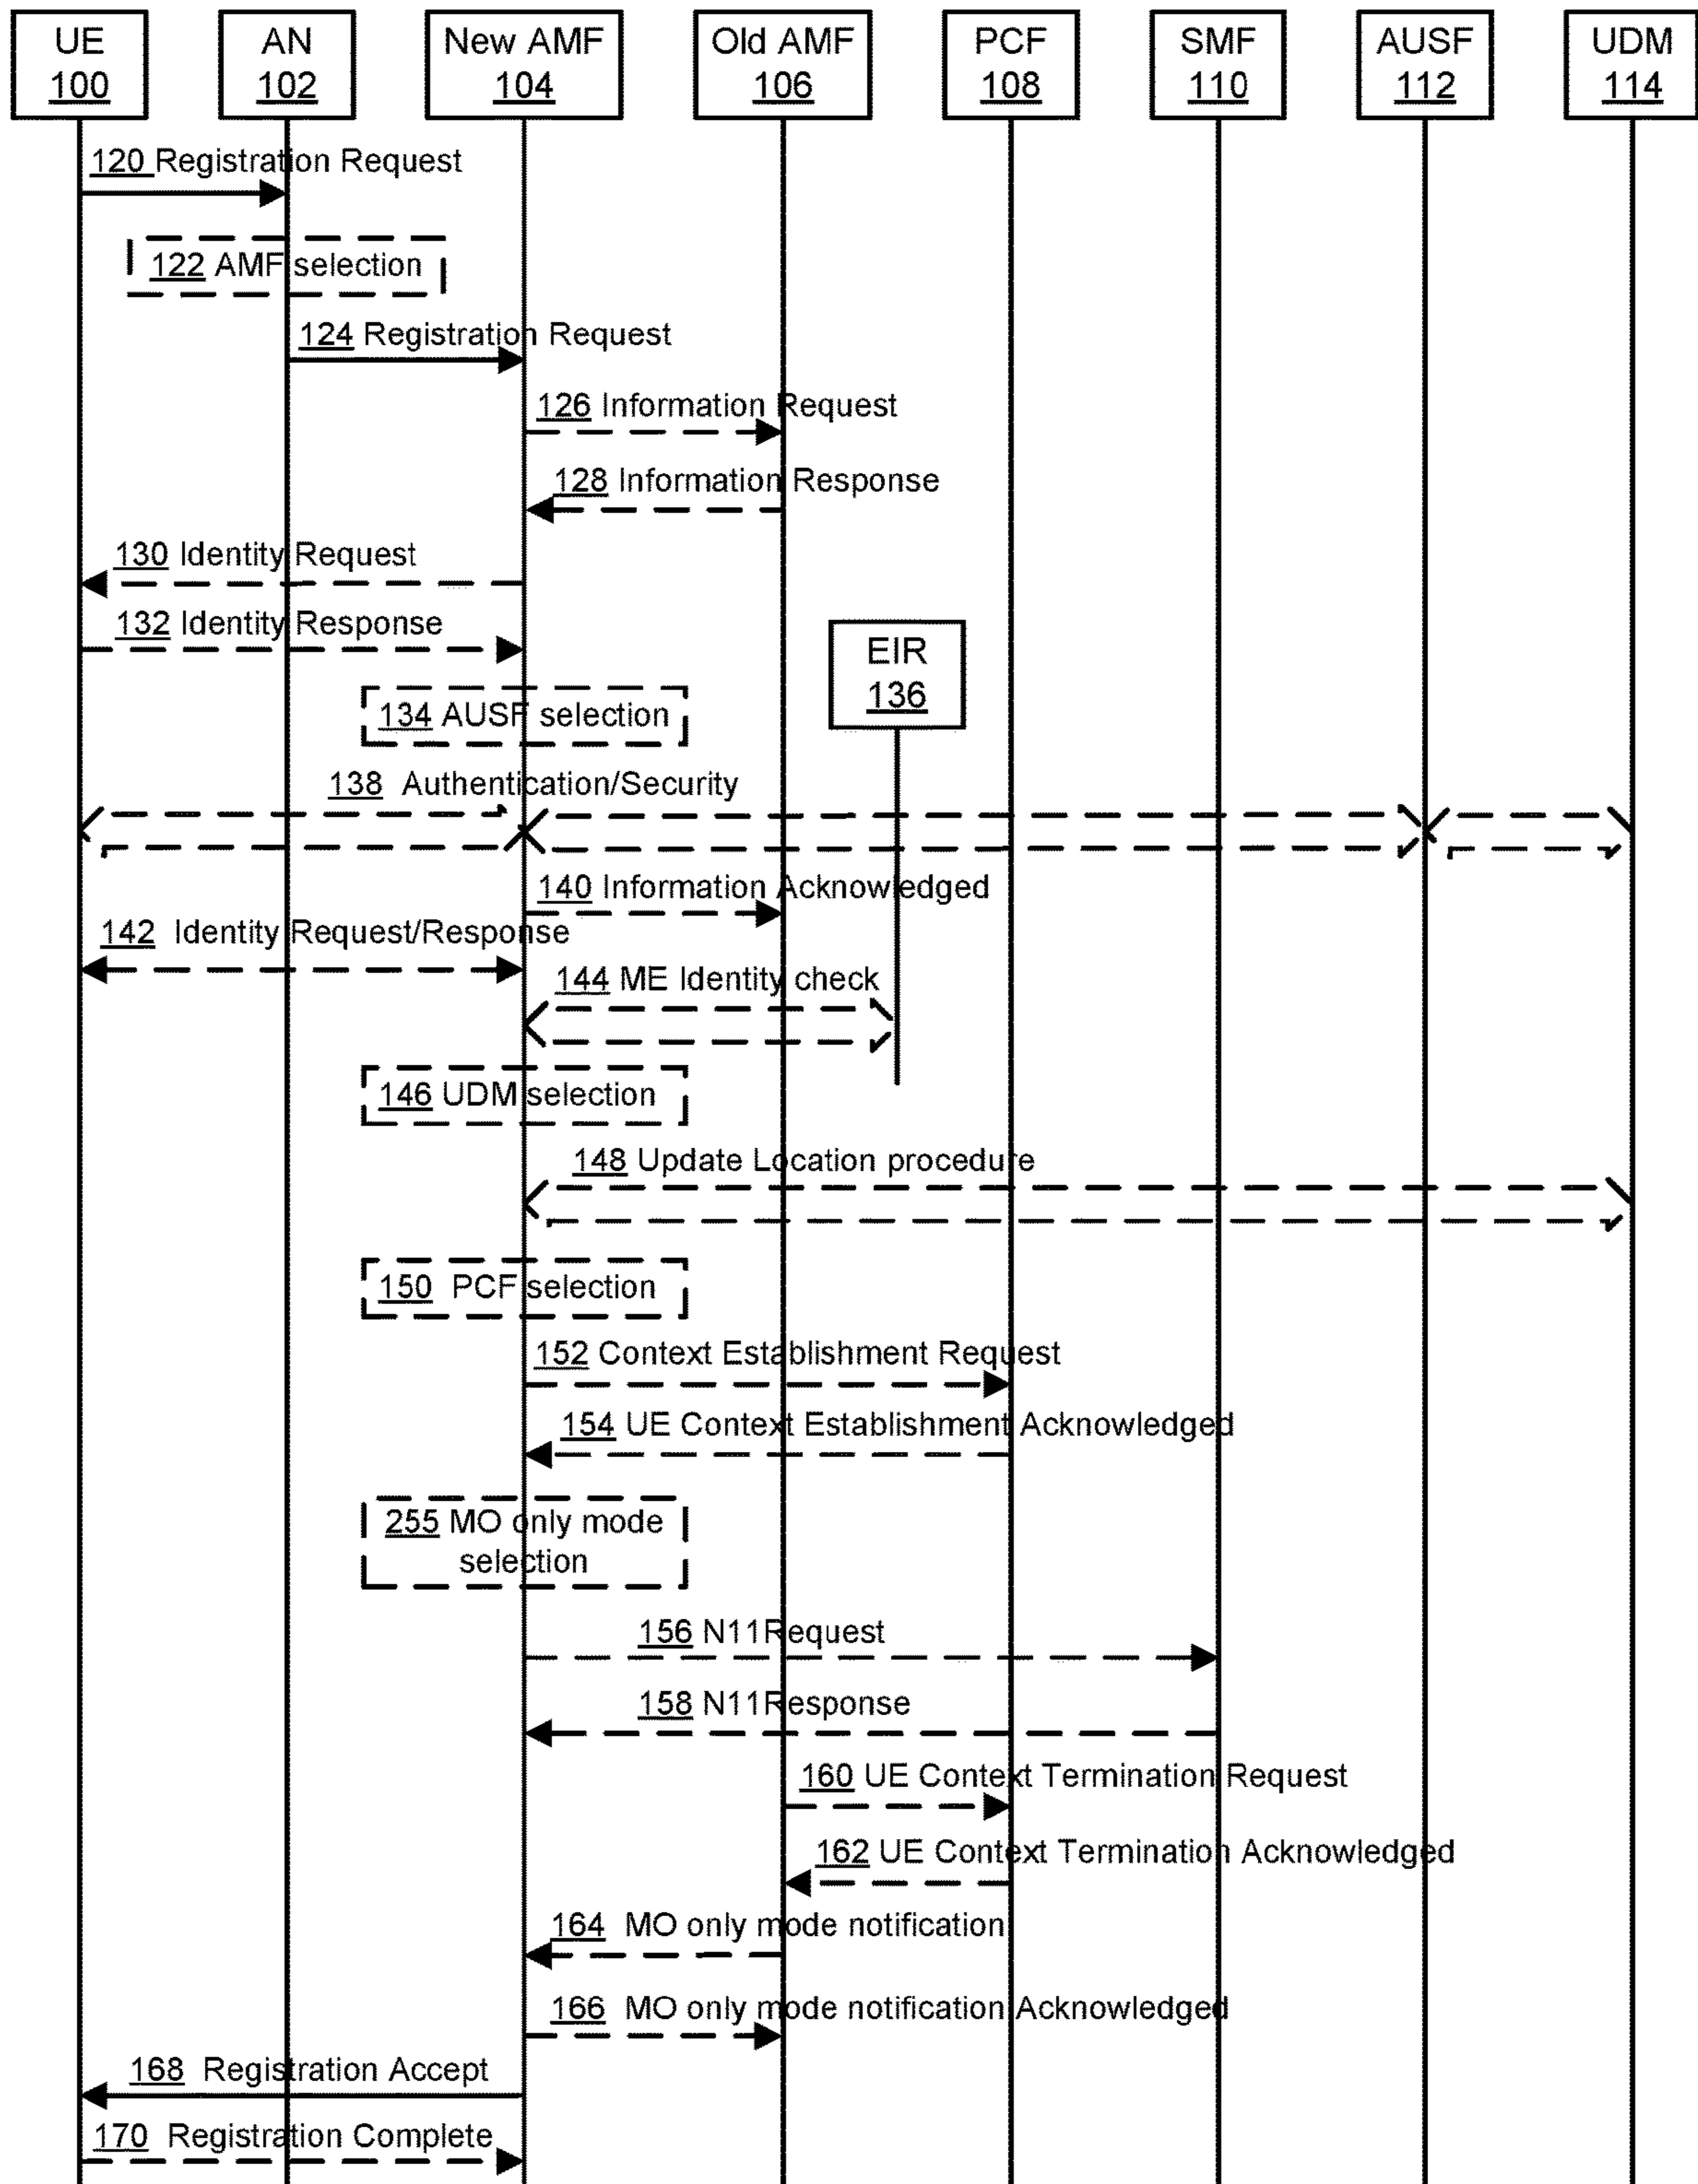 UE
100
AN
102
New AMF
104
Old AMF
106
PCF
108
SMF
110
AUSF
112
UDM
114
120 Registration Request
122 AMF selection
124 Registration Request
126 Information Request
128 Information Response
130 Identity Request
132 Identity Response
EIR
136
134 AUSF selection
138 Authentication/Security
140 Information Acknowledged
142 Identity Request/Response
144 ME Identity check
146 UDM selection
148 Update Location procedure
150 PCF selection
152 Context Establishment Request
154 UE Context Establishment Acknowledged
255 MO only mode
selection
156 N11Request
158 N11Response
160 UE Context Termination Request
162 UE Context Termination Acknowledged
164 MO only mode notification
166 MO only mode notification Acknowledged
168 Registration Accept
170 Registration Complete